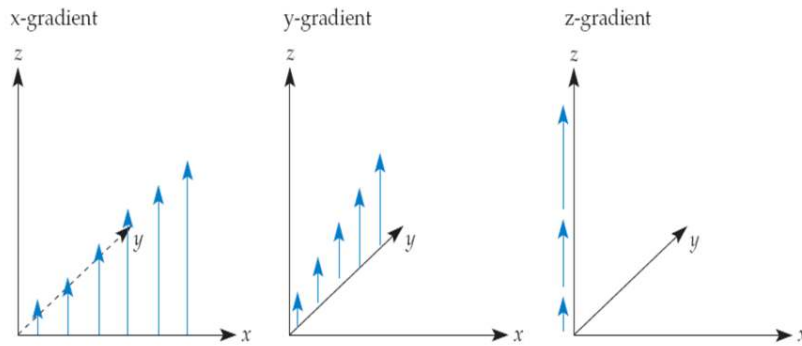 x-gradient
y-gradient
z-gradient
z
z
z
y
y
y
x
x
x